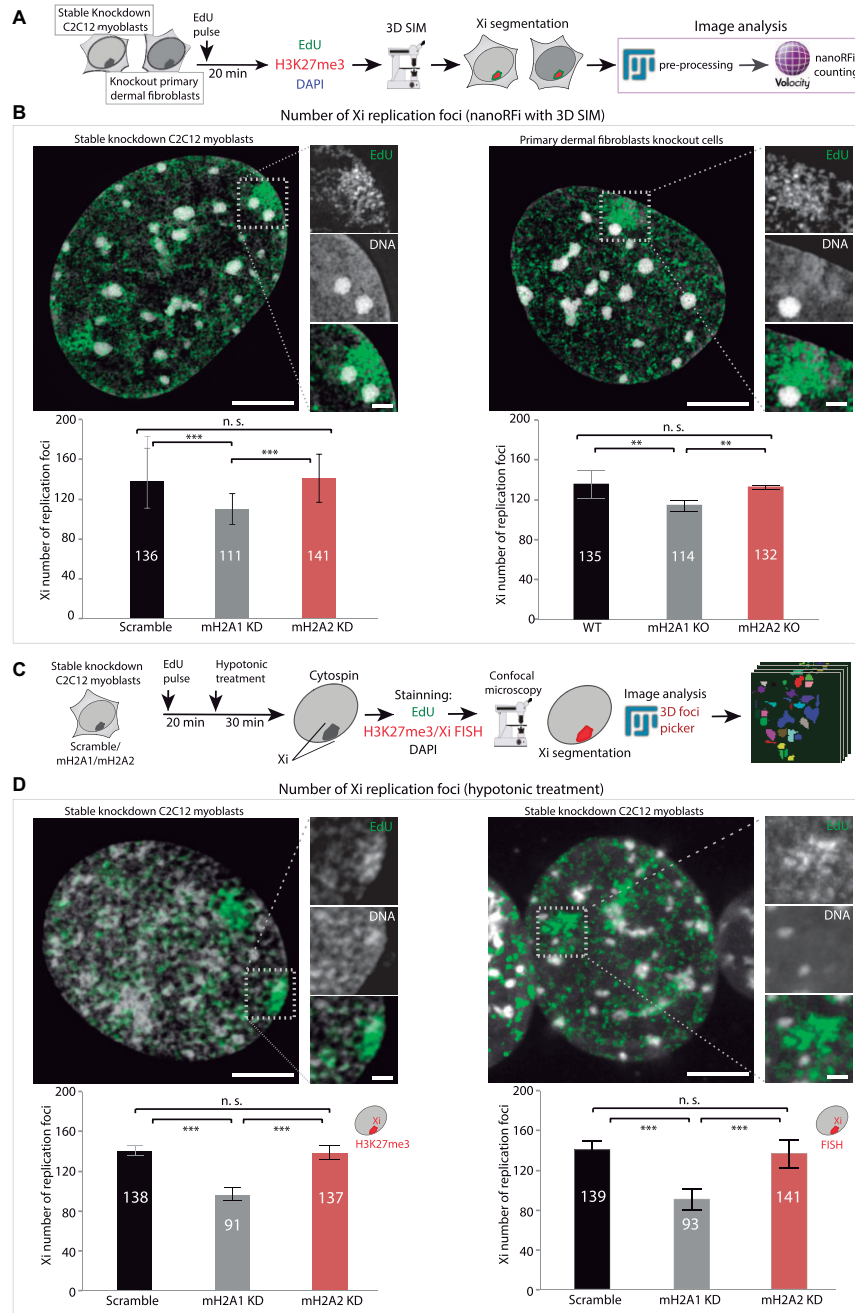 A
Stable Knockdown
C2C12 myoblasts
Knockout primary
dermal fibroblasts
EdU
pulse
20 min
EdU
H3K27me3
DAPI
3D SIM
Xi segmentation
Image analysis
pre-processing
Volocity
nanoRFi
counting
B
Number of Xi replication foci (nanoRFi with 3D SIM)
Stable knockdown C2C12 myoblasts
EdU
DNA
Primary dermal fibroblasts knockout cells
EdU
DNA
Xi number of replication foci
200
160
120
80
40
0
n. s.
***
***
136
111
141
Scramble
mH2A1 KD
mH2A2 KD
Xi number of replication foci
200
160
120
80
40
0
n. s.
**
**
135
114
132
WT
mH2A1 KO
mH2A2 KO
C
Stable knockdown
C2C12 myoblasts
Scramble/
mH2A1/mH2A2
EdU
pulse
Hypotonic
treatment
20 min
30 min
Cytospin
Xi
Stainning:
EdU
H3K27me3/Xi FISH
DAPI
Confocal
microscopy
Xi segmentation
Image analysis
3D foci
picker
D
Number of Xi replication foci (hypotonic treatment)
Stable knockdown C2C12 myoblasts
EdU
DNA
Stable knockdown C2C12 myoblasts
EdU
DNA
Xi number of replication foci
200
160
120
80
40
0
n. s.
***
***
138
91
137
Xi
H3K27me3
Scramble
mH2A1 KD
mH2A2 KD
Xi number of replication foci
200
160
120
80
40
0
n. s.
***
***
139
93
141
Xi
FISH
Scramble
mH2A1 KD
mH2A2 KD